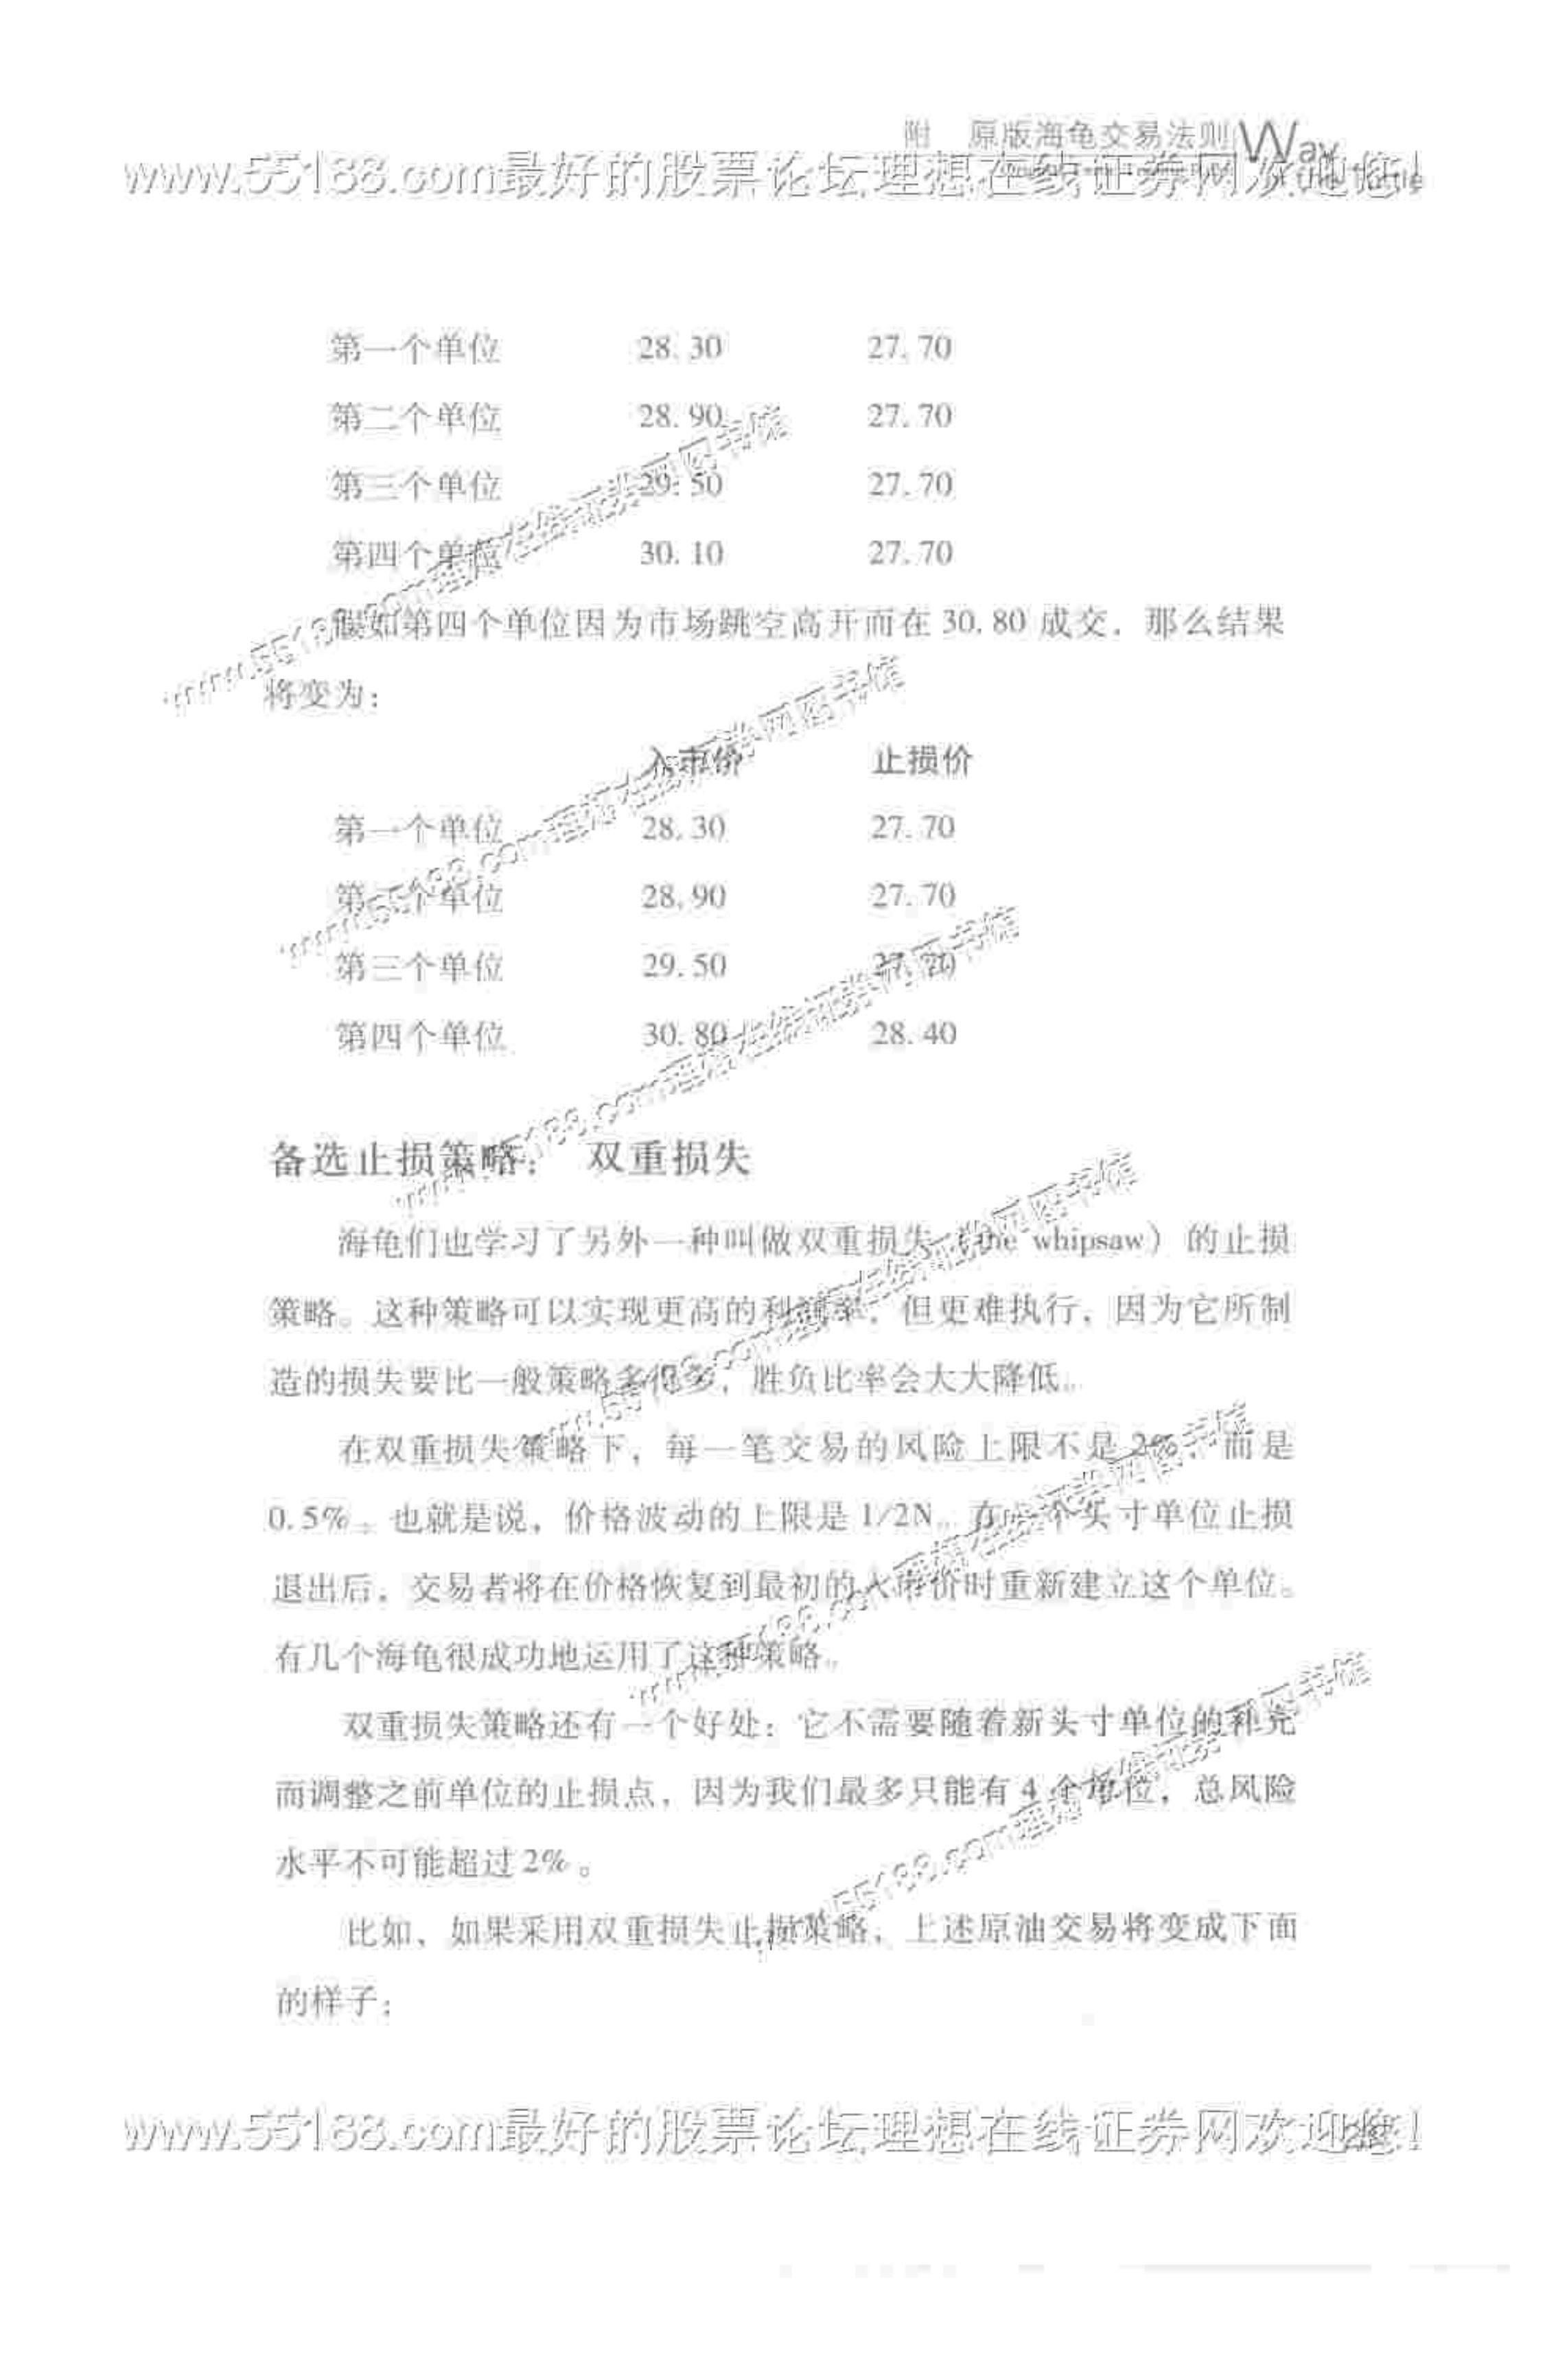 附 原版海龟交易法则 Way
www.55188.com最好的股票论坛理想在线证券网欢迎您!
第一个单位 28.30 27.70
第二个单位 28.90 27.70
第三个单位 29.50 27.70
第四个单位 30.10 27.70
假如第四个单位因为市场跳空高开而在 30.80 成交，那么结果
将变为：
入市价 止损价
第一个单位 28.30 27.70
第二个单位 28.90 27.70
第三个单位 29.50 27.70
第四个单位 30.80 28.40
备选止损策略： 双重损失
海龟们也学习了另外一种叫做双重损失（the whipsaw）的止损
策略。这种策略可以实现更高的利润率，但更难执行，因为它所制
造的损失要比一般策略多得多，胜负比率会大大降低。
在双重损失策略下，每一笔交易的风险上限不是 2%，而是
0.5%。也就是说，价格波动的上限是 1/2N。在一个头寸单位止损
退出后，交易者将在价格恢复到最初的入市价时重新建立这个单位。
有几个海龟很成功地运用了这种策略。
双重损失策略还有一个好处：它不需要随着新头寸单位的补充
而调整之前单位的止损点，因为我们最多只能有 4 个单位，总风险
水平不可能超过 2%。
比如，如果采用双重损失止损策略，上述原油交易将变成下面
的样子：
www.55188.com最好的股票论坛理想在线证券网欢迎您!